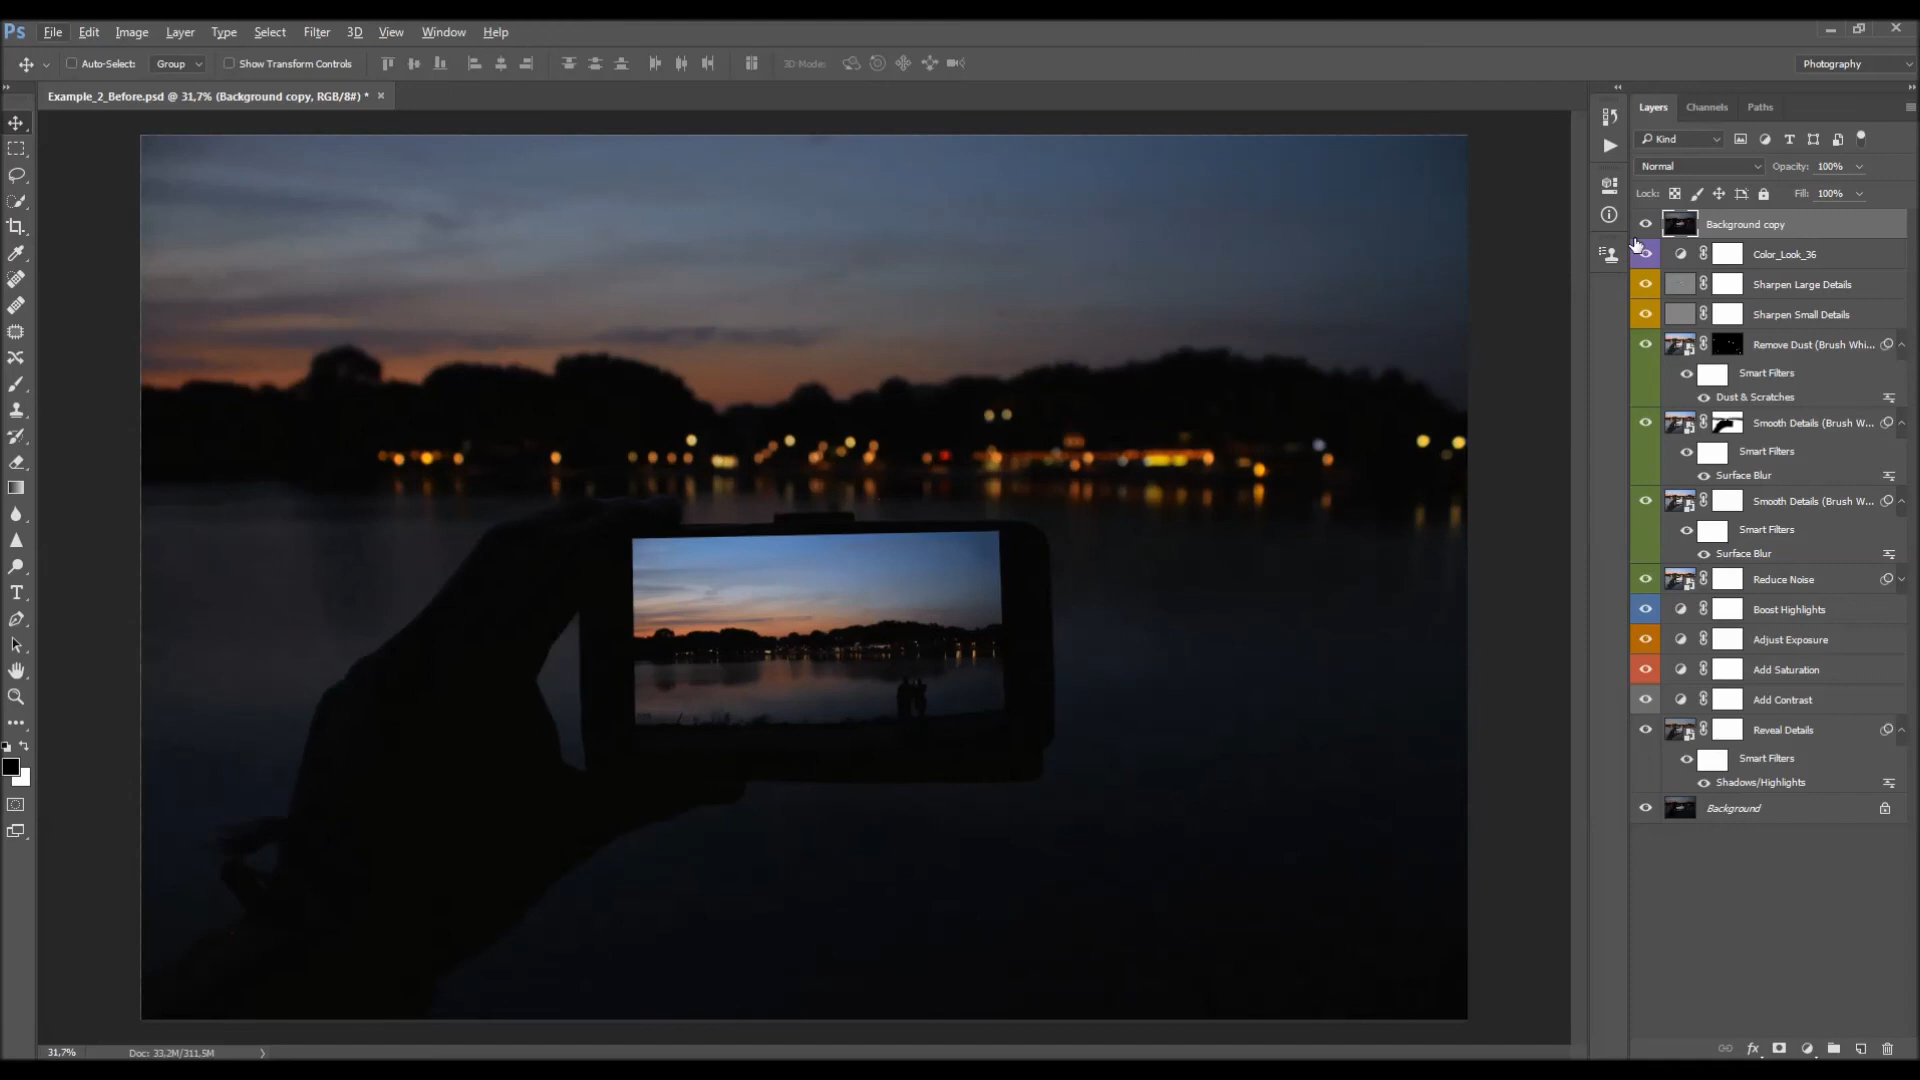 Ps File Edit Image Layer Type Select Filter 3D View Window Help
Auto-Select: Group Show Transform Controls 3D Mode: Photography
Example_2_Before.psd @ 31,7% (Background copy, RGB/8#) * ×
Layers Channels Paths
Kind
Normal Opacity: 100%
Lock: Fill: 100%
Background copy
Color_Look_36
Sharpen Large Details
Sharpen Small Details
Remove Dust (Brush Whi...
Smart Filters
Dust & Scratches
Smooth Details (Brush W...
Smart Filters
Surface Blur
Smooth Details (Brush W...
Smart Filters
Surface Blur
Reduce Noise
Boost Highlights
Adjust Exposure
Add Saturation
Add Contrast
Reveal Details
Smart Filters
Shadows/Highlights
Background
31,7% Doc: 33,2M/311,5M